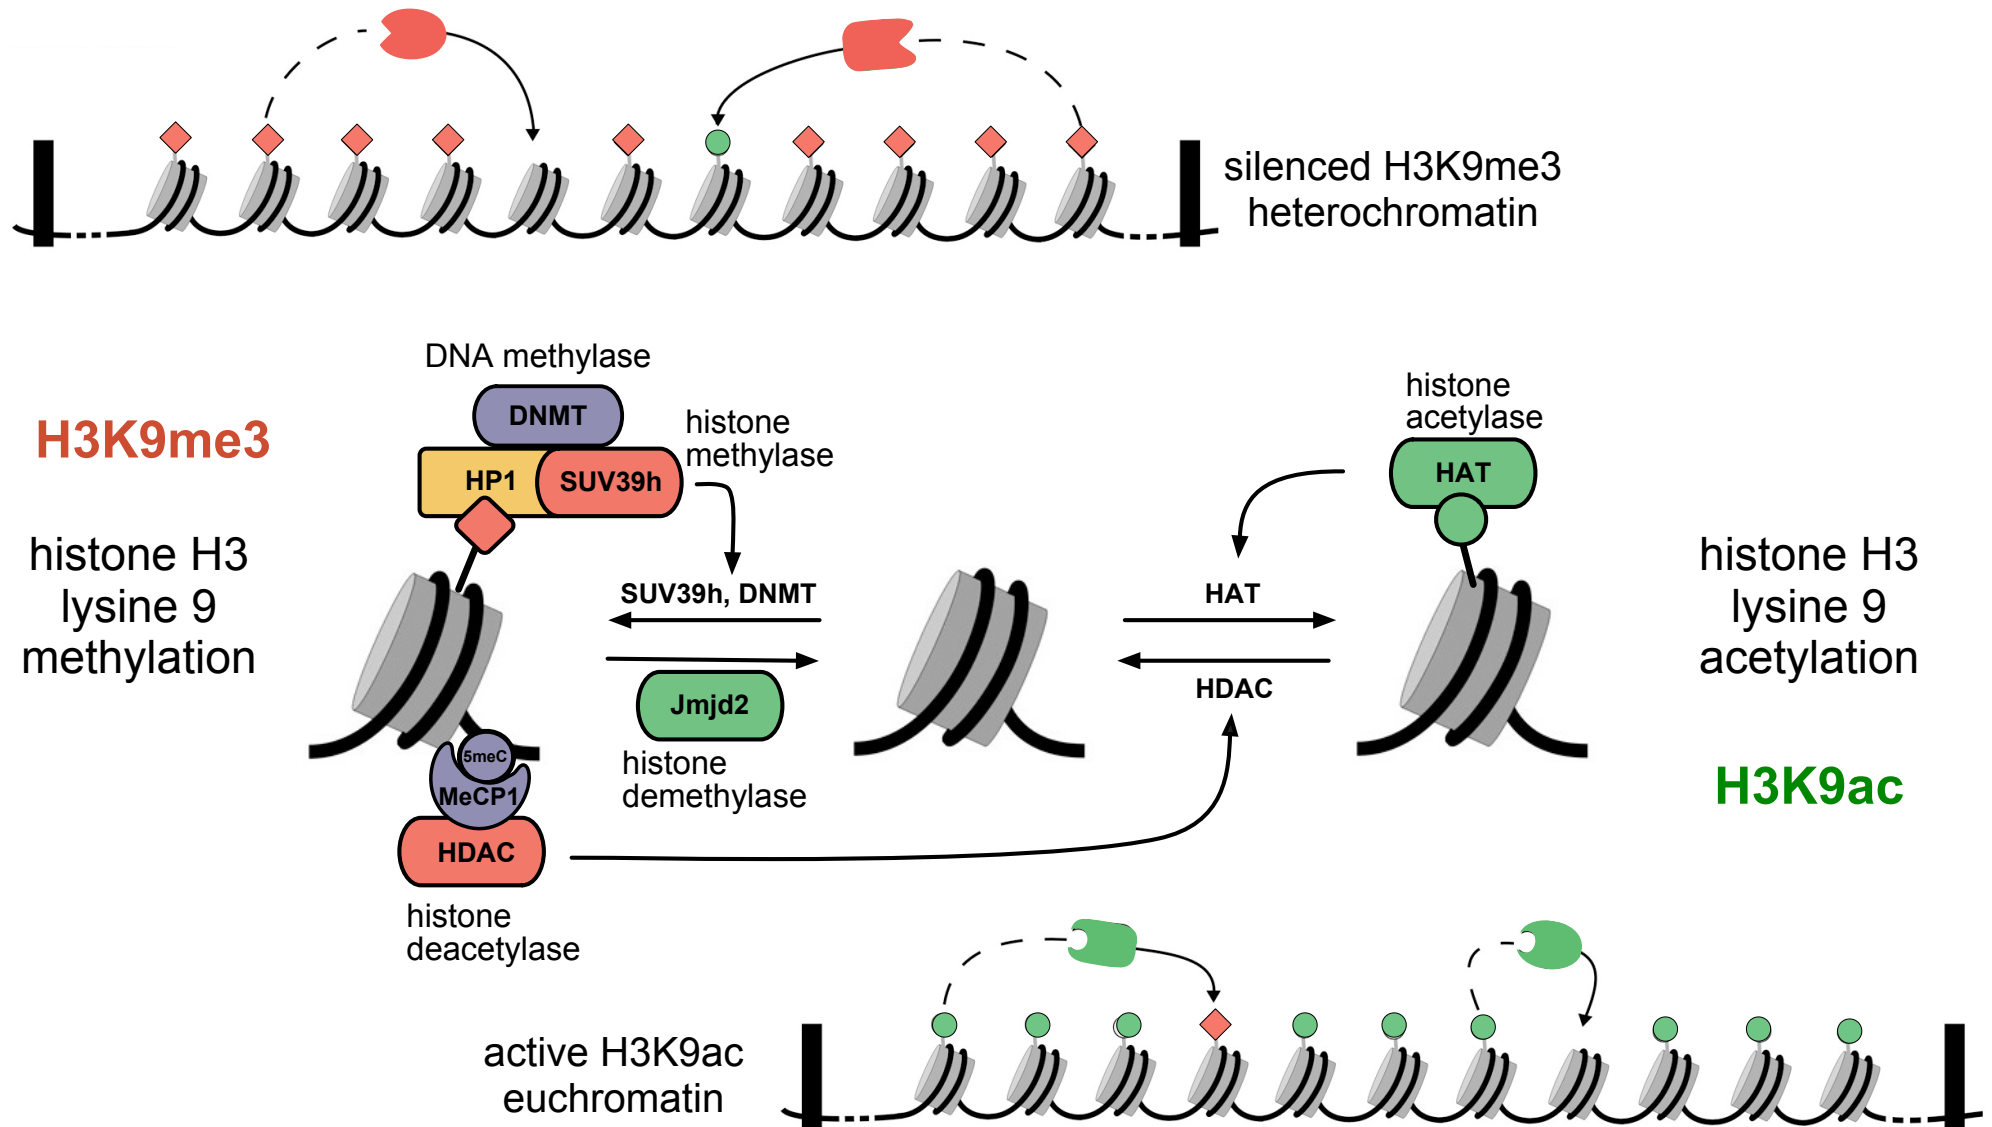 silenced H3K9me3
heterochromatin
DNA methylase
DNMT
histone
methylase
H3K9me3
HP1
SUV39h
histone
acetylase
HAT
histone H3
lysine 9
methylation
SUV39h, DNMT
HAT
histone H3
lysine 9
acetylation
Jmjd2
HDAC
histone
demethylase
5meC
MeCP1
HDAC
histone
deacetylase
H3K9ac
active H3K9ac
euchromatin